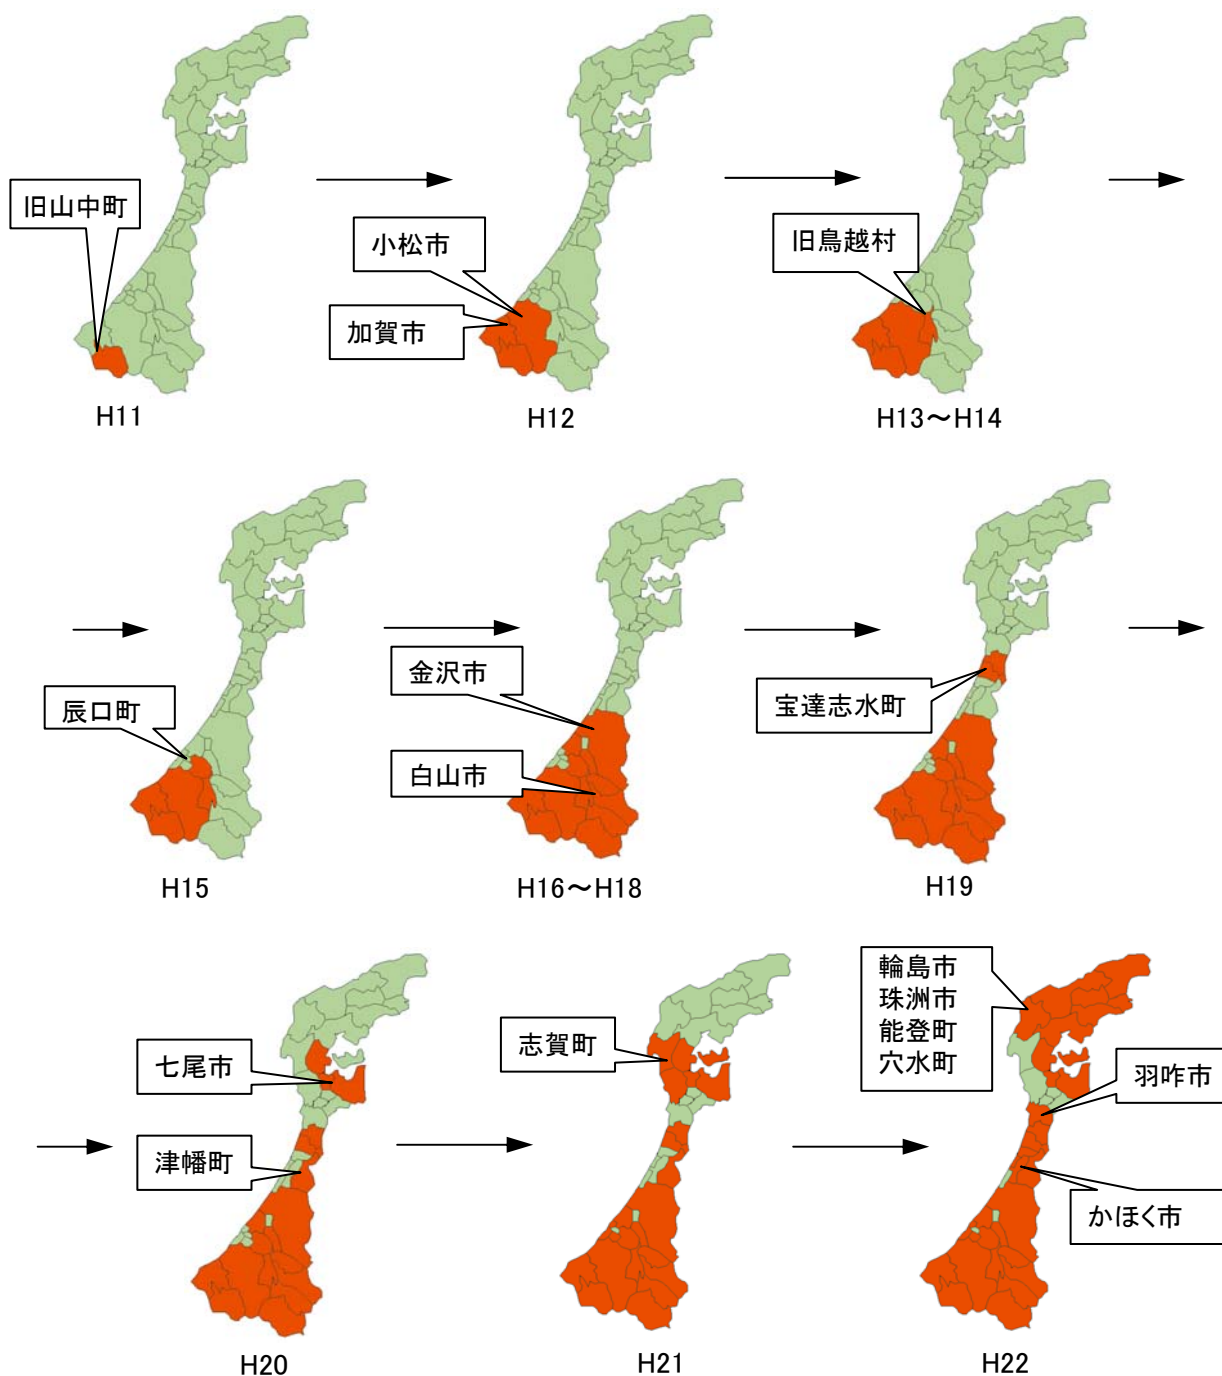 旧山中町
H11
小松市
加賀市
H12
旧鳥越村
H13～H14
辰口町
H15
金沢市
白山市
H16～H18
宝達志水町
H19
七尾市
津幡町
H20
志賀町
H21
輪島市
珠洲市
能登町
穴水町
羽咋市
かほく市
H22